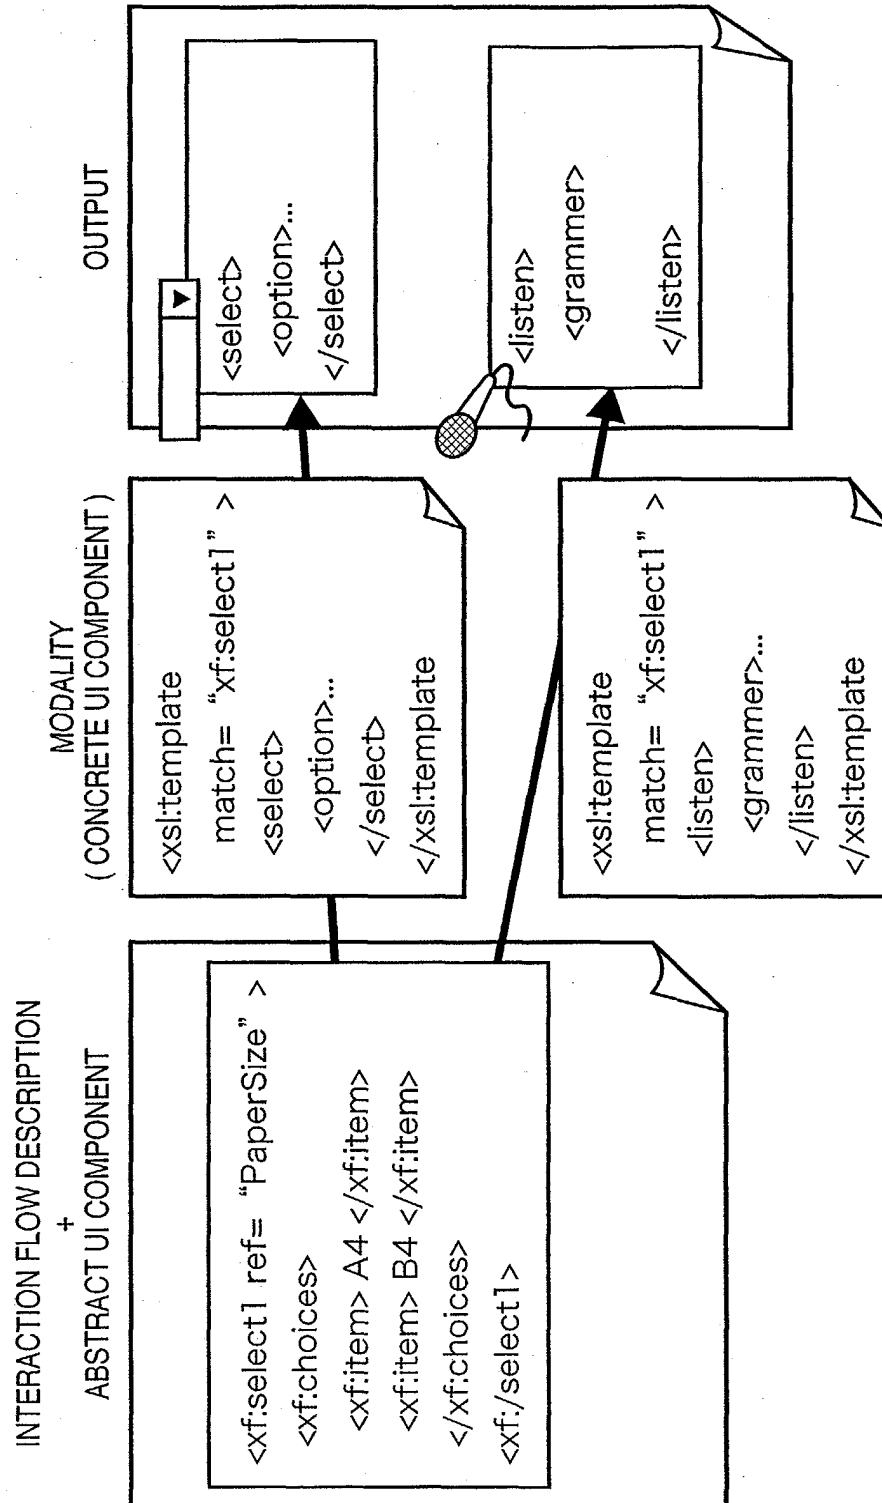 INTERACTION FLOW DESCRIPTION
+
ABSTRACT UI COMPONENT
<xf:select1 ref= “PaperSize” >
<xf:choices>
<xf:item> A4 </xf:item>
<xf:item> B4 </xf:item>
</xf:choices>
<xf:/select1>
MODALITY
( CONCRETE UI COMPONENT )
<xsl:template
match= “xf:select1” >
<select>
<option>...
</select>
</xsl:template
<xsl:template
match= “xf:select1” >
<listen>
<grammer>...
</listen>
</xsl:template
OUTPUT
<select>
<option>...
</select>
<listen>
<grammer>
</listen>